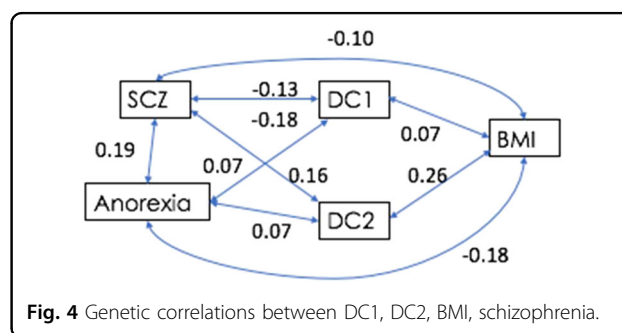 -0.10
SCZ
-0.13
DC1
-0.18
BMI
0.19
0.07
0.07
0.16
0.26
Anorexia
0.07
DC2
-0.18
Fig. 4 Genetic correlations between DC1, DC2, BMI, schizophrenia.